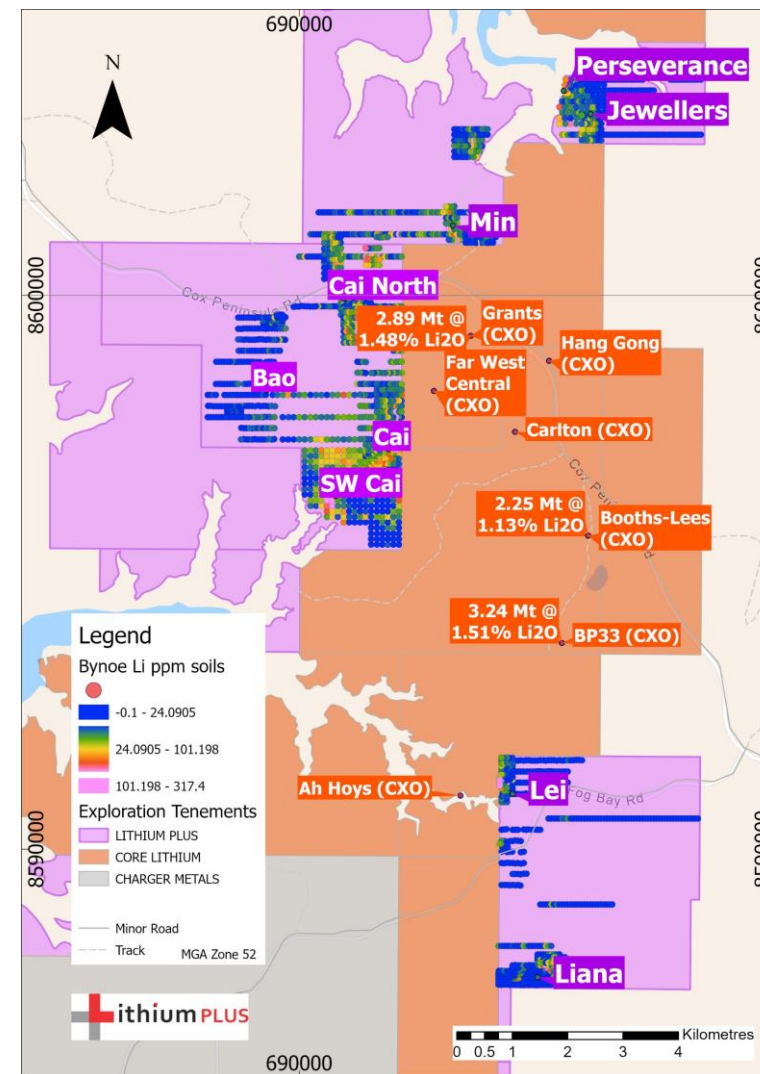 690000
N
Perseverance
Jewellers
Min
8600000
8600000
Cai North
Cox Peninsula Rd
2.89 Mt @
1.48% Li2O
Grants
(CXO)
Hang Gong
(CXO)
Far West
Central
(CXO)
Bao
Cai
Carlton (CXO)
SW Cai
2.25 Mt @
1.13% Li2O
Booths-Lees
(CXO)
3.24 Mt @
1.51% Li2O
BP33 (CXO)
Legend
Bynoe Li ppm soils
-0.1 - 24.0905
24.0905 - 101.198
101.198 - 317.4
Exploration Tenements
LITHIUM PLUS
CORE LITHIUM
CHARGER METALS
Minor Road
Track
MGA Zone 52
Ah Hoys (CXO)
Lei
Fog Bay Rd
8590000
8590000
Liana
Lithium PLUS
Kilometres
0 0.5 1 2 3 4
690000